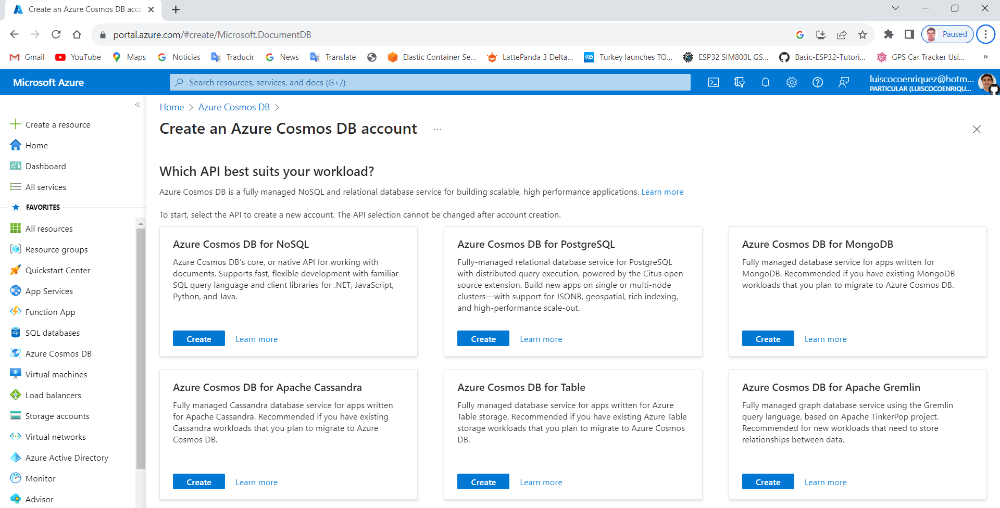 Create an Azure Cosmos DB acco
portal.azure.com/#create/Microsoft.DocumentDB
Paused
Gmail
YouTube
Maps
Noticias
Traducir
News
Translate
Elastic Container Se...
LattePanda 3 Delta...
Turkey launches TO...
ESP32 SIM800L GS...
Basic-ESP32-Tutori...
GPS Car Tracker Usi...
»
Microsoft Azure
Search resources, services, and docs (G+/)
luiscocoenriquez@hotm...
PARTICULAR (LUISCOCOENRIQU...
Create a resource
Home
Dashboard
All services
FAVORITES
All resources
Resource groups
Quickstart Center
App Services
Function App
SQL databases
Azure Cosmos DB
Virtual machines
Load balancers
Storage accounts
Virtual networks
Azure Active Directory
Monitor
Advisor
Home > Azure Cosmos DB >
Create an Azure Cosmos DB account ...
Which API best suits your workload?
Azure Cosmos DB is a fully managed NoSQL and relational database service for building scalable, high performance applications. Learn more
To start, select the API to create a new account. The API selection cannot be changed after account creation.
Azure Cosmos DB for NoSQL
Azure Cosmos DB's core, or native API for working with
documents. Supports fast, flexible development with familiar
SQL query language and client libraries for .NET, JavaScript,
Python, and Java.
Create
Learn more
Azure Cosmos DB for PostgreSQL
Fully-managed relational database service for PostgreSQL
with distributed query execution, powered by the Citus open
source extension. Build new apps on single or multi-node
clusters—with support for JSONB, geospatial, rich indexing,
and high-performance scale-out.
Create
Learn more
Azure Cosmos DB for MongoDB
Fully managed database service for apps written for
MongoDB. Recommended if you have existing MongoDB
workloads that you plan to migrate to Azure Cosmos DB.
Create
Learn more
Azure Cosmos DB for Apache Cassandra
Fully managed Cassandra database service for apps written
for Apache Cassandra. Recommended if you have existing
Cassandra workloads that you plan to migrate to Azure
Cosmos DB.
Create
Learn more
Azure Cosmos DB for Table
Fully managed database service for apps written for Azure
Table storage. Recommended if you have existing Azure Table
storage workloads that you plan to migrate to Azure Cosmos
DB.
Create
Learn more
Azure Cosmos DB for Apache Gremlin
Fully managed graph database service using the Gremlin
query language, based on Apache TinkerPop project.
Recommended for new workloads that need to store
relationships between data.
Create
Learn more